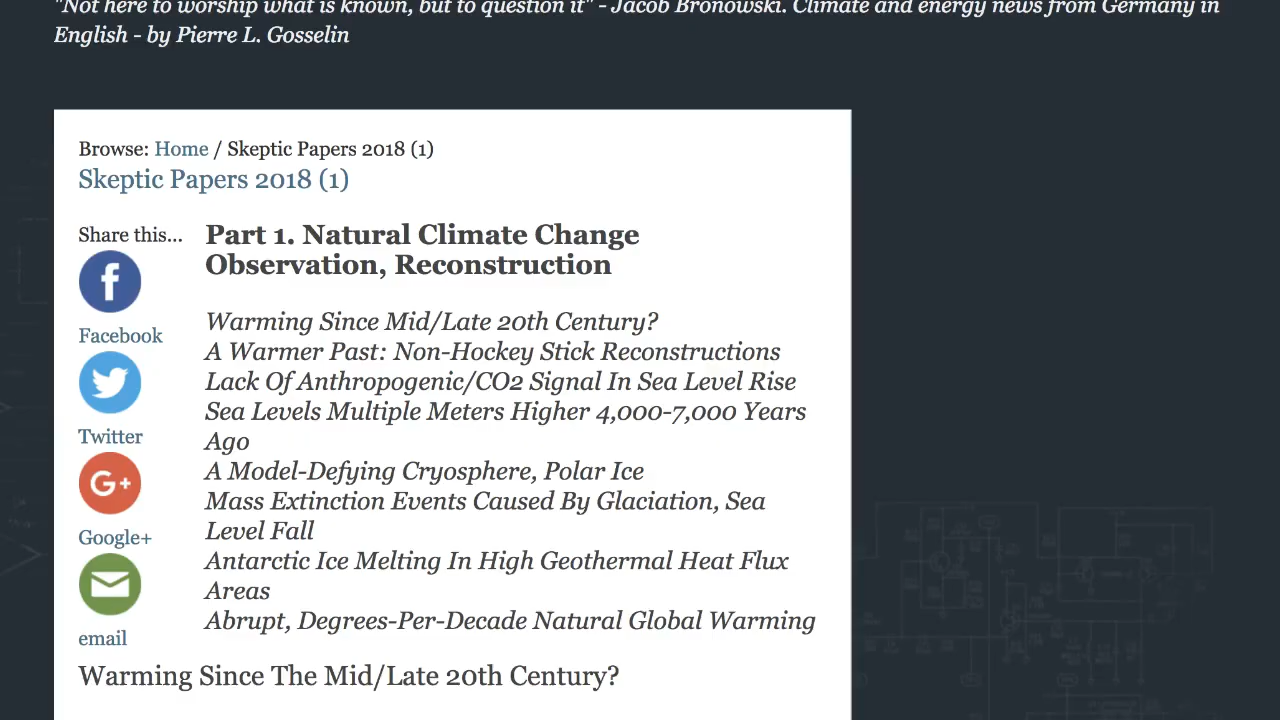 "Not here to worship what is known, but to question it" - Jacob Bronowski. Climate and energy news from Germany in
English - by Pierre L. Gosselin
Browse: Home / Skeptic Papers 2018 (1)
Skeptic Papers 2018 (1)
Share this...
Facebook
Twitter
G+
Google+
email
Part 1. Natural Climate Change
Observation, Reconstruction
Warming Since Mid/Late 20th Century?
A Warmer Past: Non-Hockey Stick Reconstructions
Lack Of Anthropogenic/CO2 Signal In Sea Level Rise
Sea Levels Multiple Meters Higher 4,000-7,000 Years
Ago
A Model-Defying Cryosphere, Polar Ice
Mass Extinction Events Caused By Glaciation, Sea
Level Fall
Antarctic Ice Melting In High Geothermal Heat Flux
Areas
Abrupt, Degrees-Per-Decade Natural Global Warming
Warming Since The Mid/Late 20th Century?